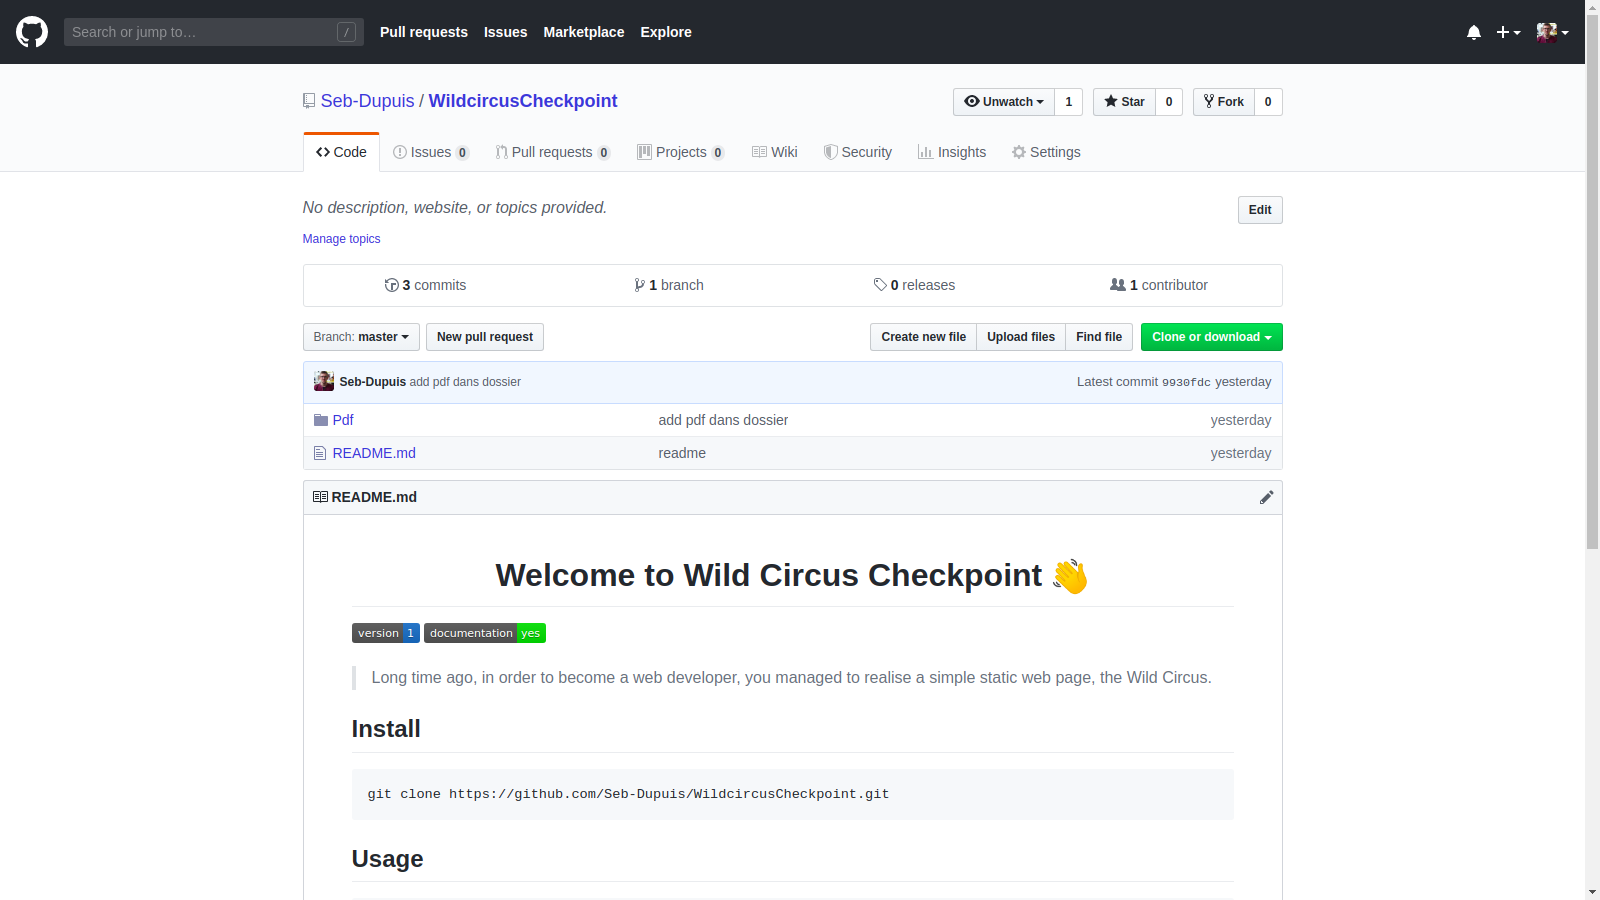 Search or jump to… /
Pull requests Issues Marketplace Explore
Seb-Dupuis / WildcircusCheckpoint
Unwatch 1 Star 0 Fork 0
Code Issues 0 Pull requests 0 Projects 0 Wiki Security Insights Settings
No description, website, or topics provided.
Edit
Manage topics
3 commits 1 branch 0 releases 1 contributor
Branch: master New pull request Create new file Upload files Find file Clone or download
Seb-Dupuis add pdf dans dossier Latest commit 9930fdc yesterday
Pdf add pdf dans dossier yesterday
README.md readme yesterday
README.md
Welcome to Wild Circus Checkpoint 👋
version 1 documentation yes
Long time ago, in order to become a web developer, you managed to realise a simple static web page, the Wild Circus.
Install
git clone https://github.com/Seb-Dupuis/WildcircusCheckpoint.git
Usage